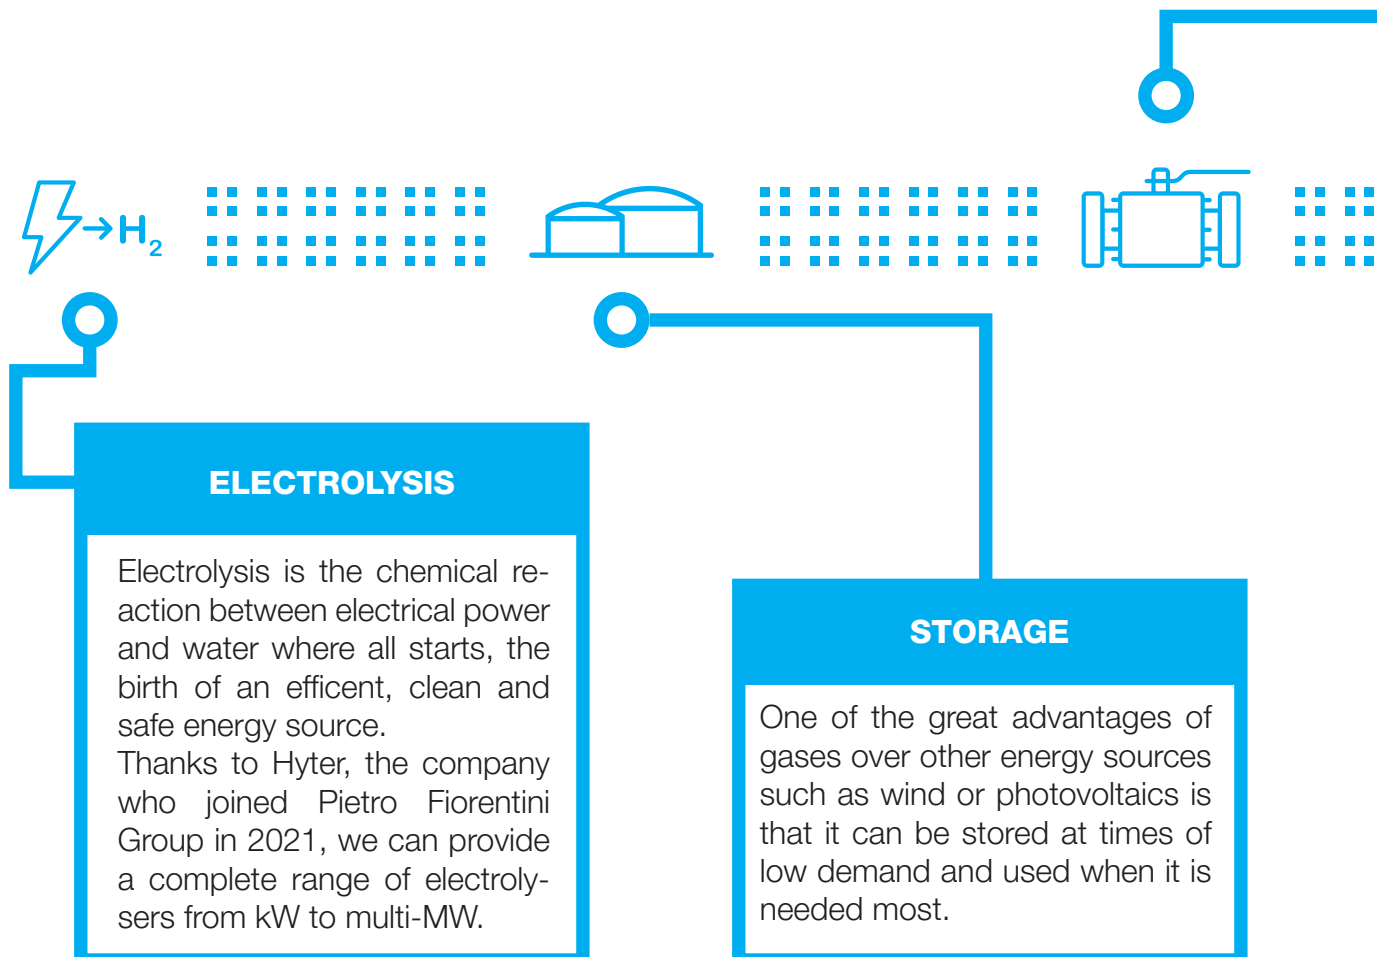 H2
ELECTROLYSIS
Electrolysis is the chemical re-
action between electrical power
and water where all starts, the
birth of an efficent, clean and
safe energy source.
Thanks to Hyter, the company
who joined Pietro Fiorentini
Group in 2021, we can provide
a complete range of electroly-
sers from kW to multi-MW.
STORAGE
One of the great advantages of
gases over other energy sources
such as wind or photovoltaics is
that it can be stored at times of
low demand and used when it is
needed most.